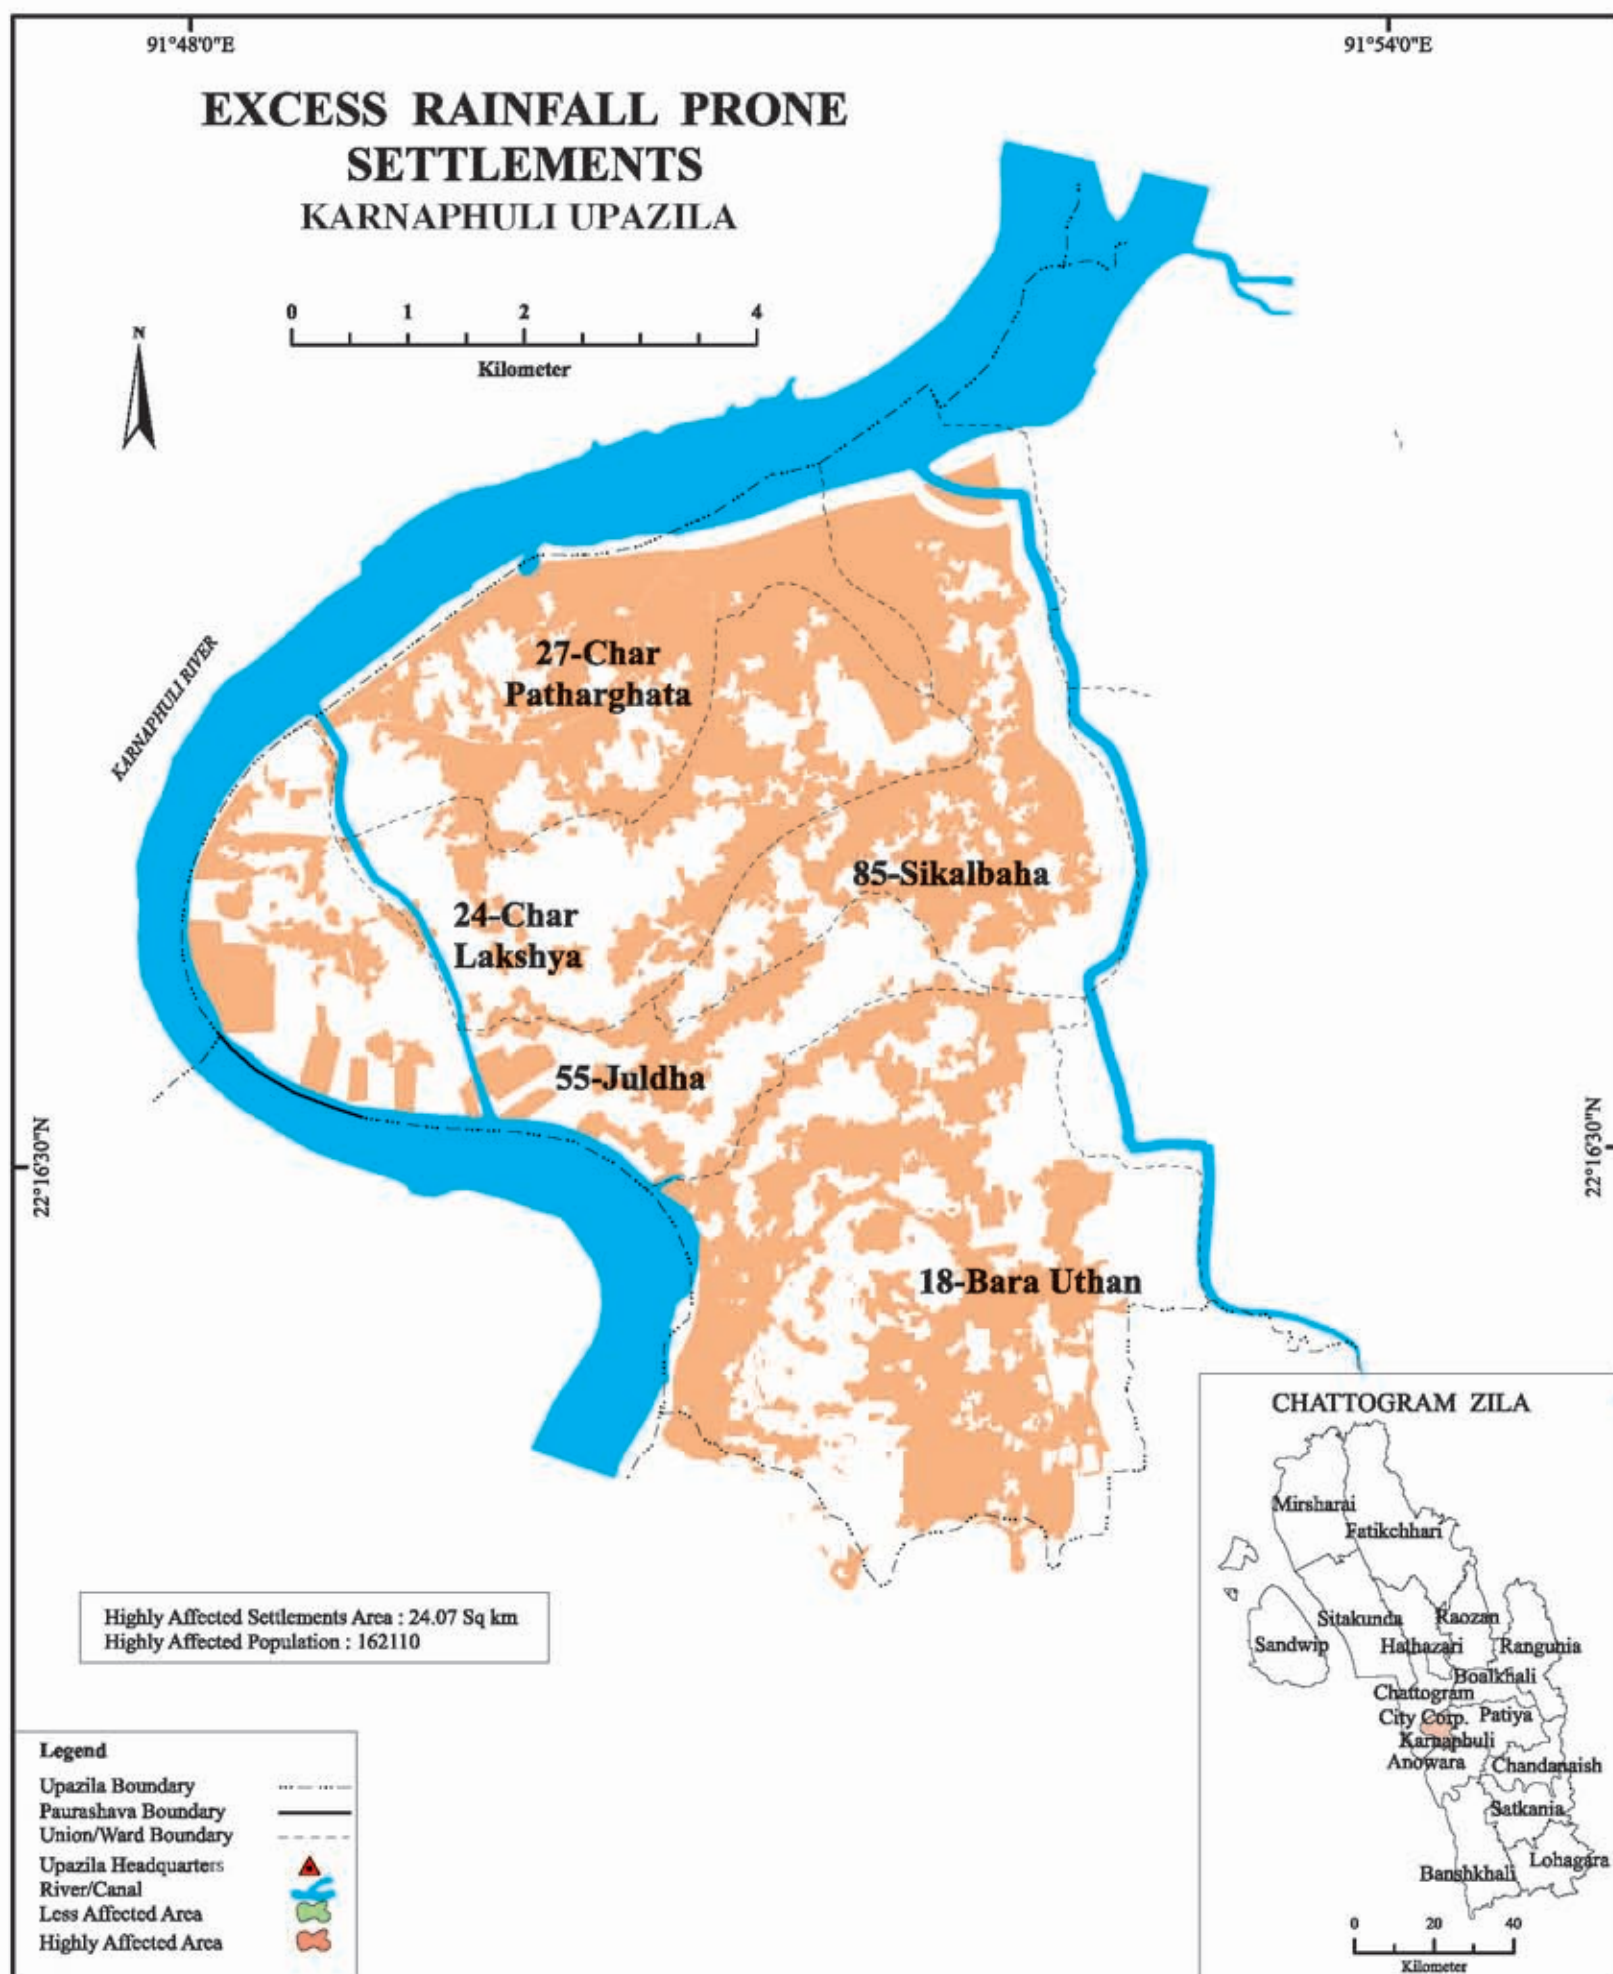 91°48'0"E
91°54'0"E
EXCESS RAINFALL PRONE
SETTLEMENTS
KARNAPHULI UPAZILA
0 1 2 4
Kilometer
N
KARNAPHULI RIVER
27-Char
Patharghata
85-Sikalbaha
24-Char
Lakshya
55-Juldha
22°16'30"N
22°16'30"N
18-Bara Uthan
Highly Affected Settlements Area : 24.07 Sq km
Highly Affected Population : 162110
Legend
Upazila Boundary
Paurashava Boundary
Union/Ward Boundary
Upazila Headquarters
River/Canal
Less Affected Area
Highly Affected Area
CHATTOGRAM ZILA
Mirsharai
Fatikchhari
Sitakunda
Raozan
Sandwip
Hathazari
Rangunia
Boalkhali
Chattogram
City Corp.
Patiya
Karnaphuli
Anowara
Chandanaish
Satkania
Lohagara
Banshkhali
0 20 40
Kilometer